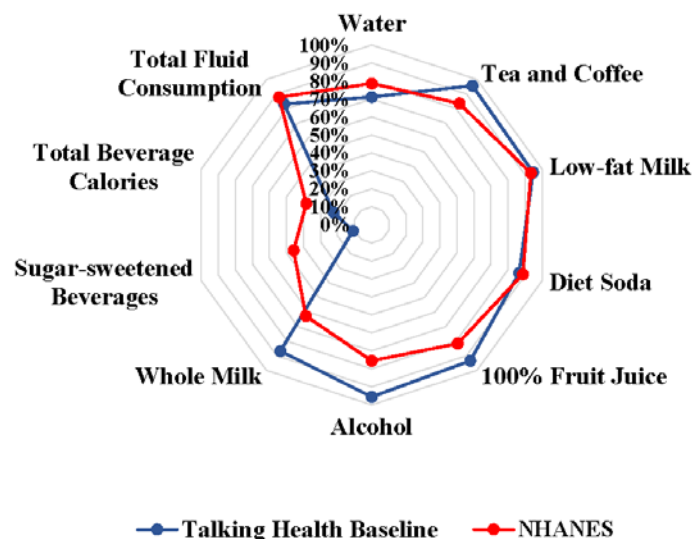 Water
Total Fluid
Consumption
Tea and Coffee
100%
90%
80%
70%
60%
50%
40%
30%
20%
10%
0%
Total Beverage
Calories
Low-fat Milk
Sugar-sweetened
Beverages
Diet Soda
Whole Milk
100% Fruit Juice
Alcohol
Talking Health Baseline
NHANES